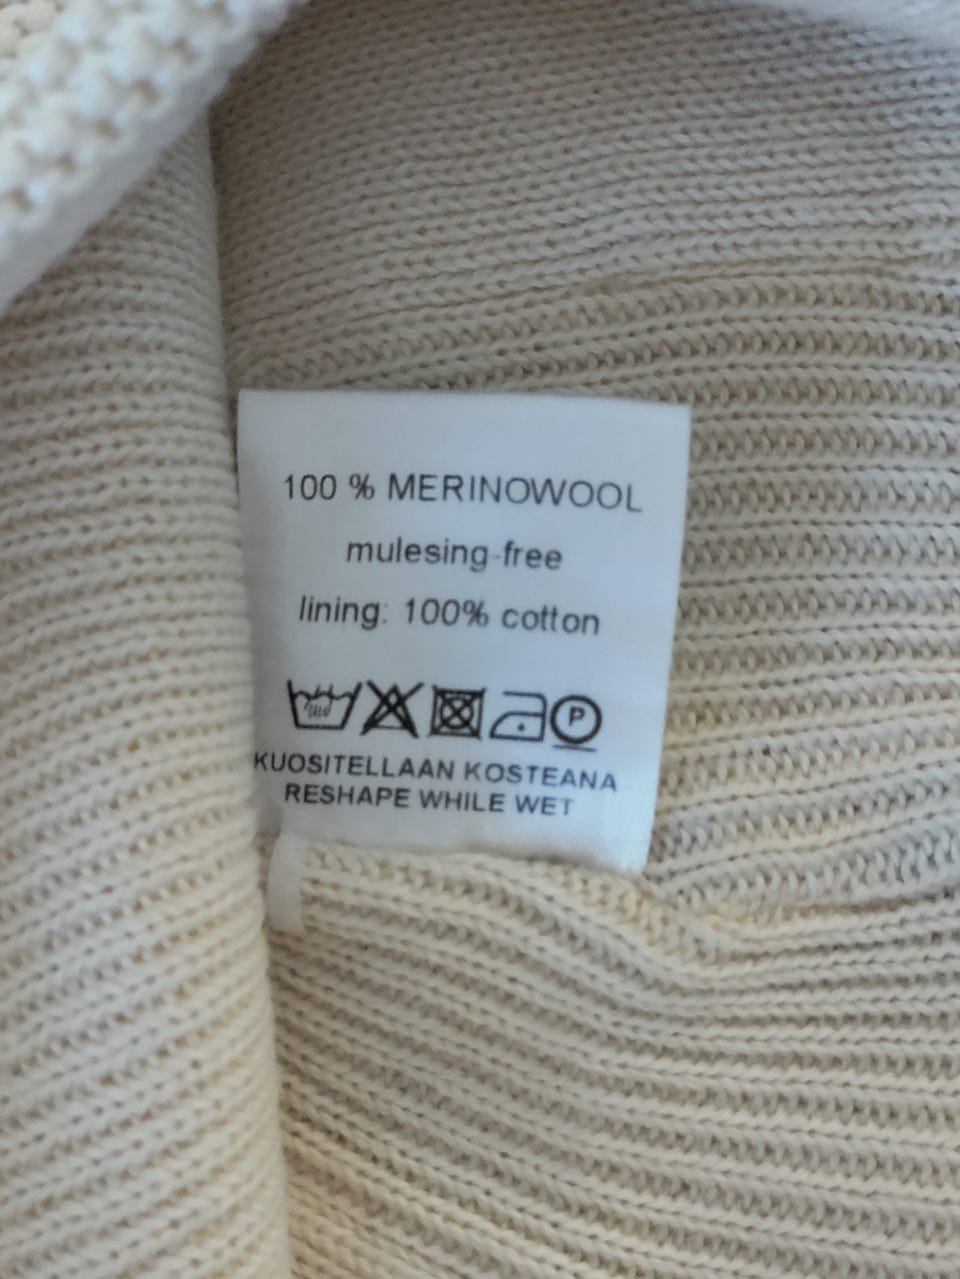 100 % MERINOWOOL
mulesing-free
lining: 100% cotton
P
KUOSITELLAAN KOSTEANA
RESHAPE WHILE WET